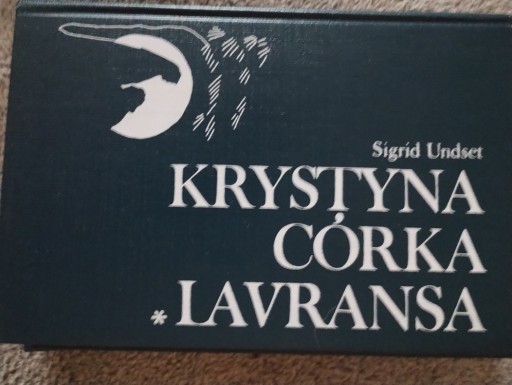 Sigrid Undset
KRYSTYNA
CÓRKA
* LAVRANSA